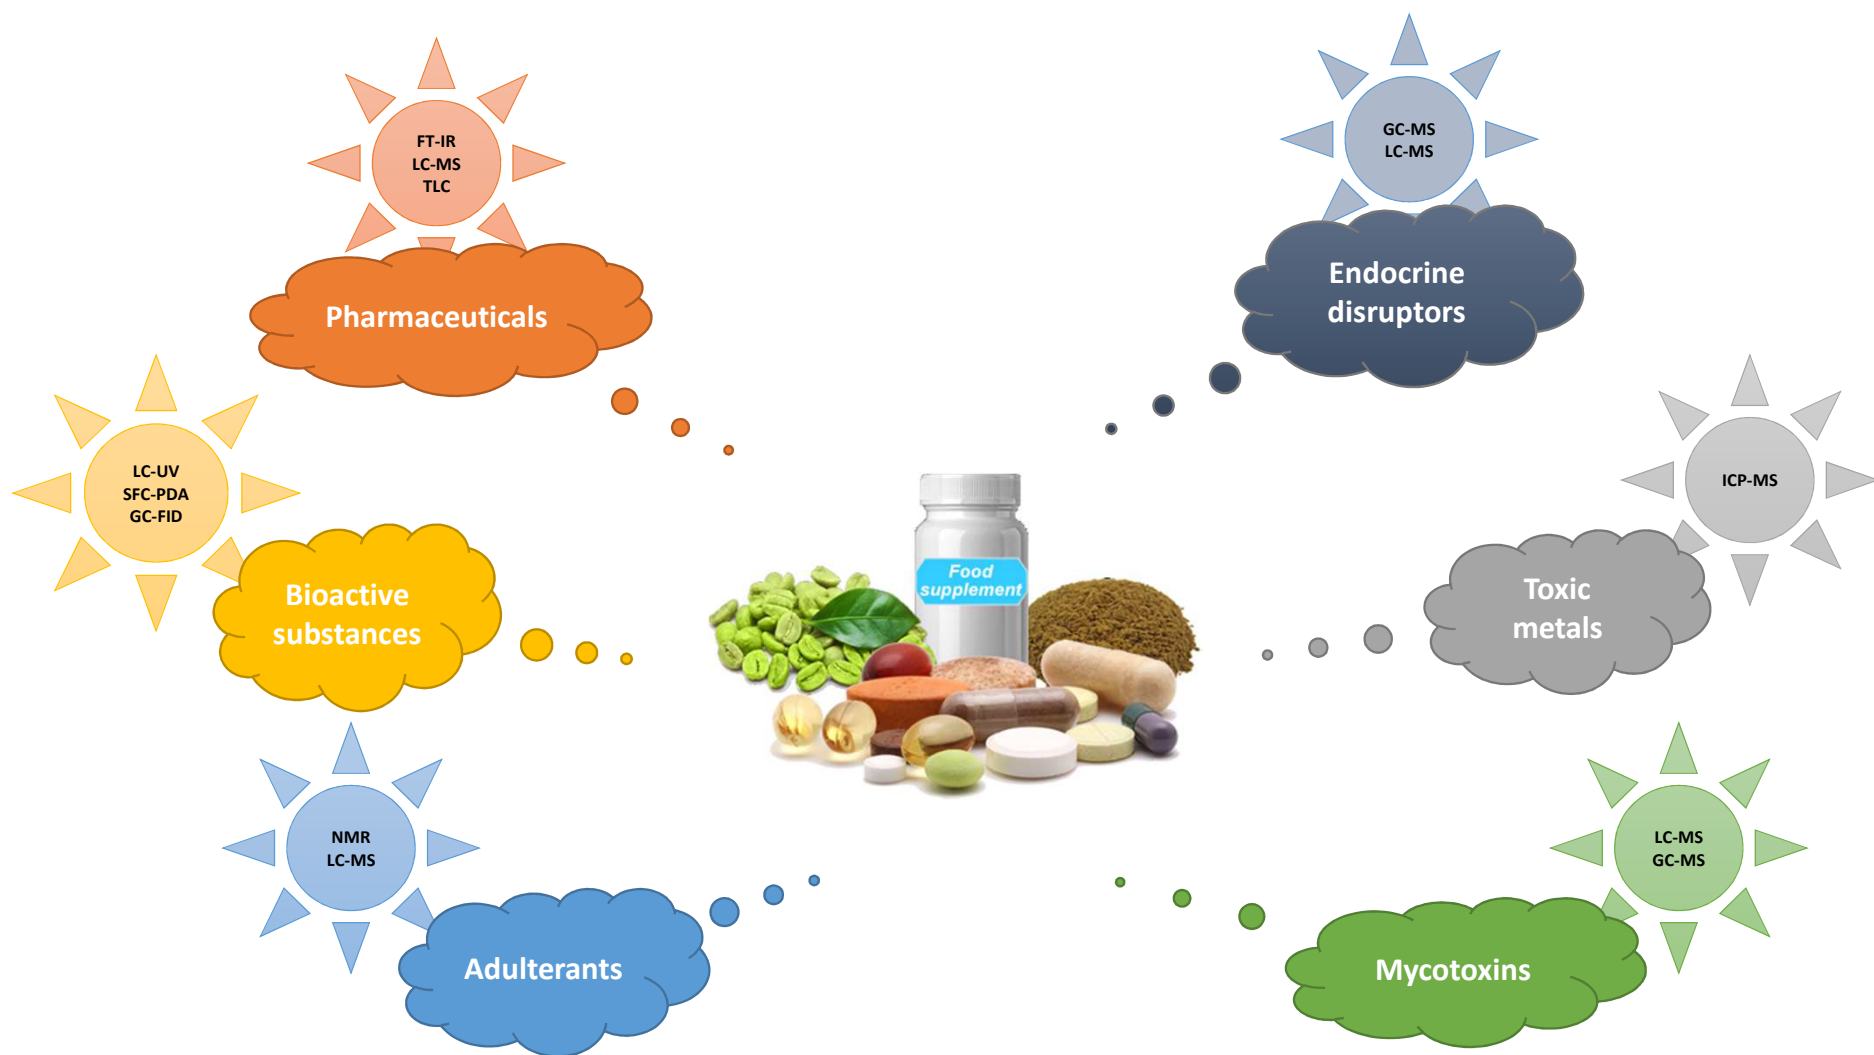 FT-IR
LC-MS
TLC
Pharmaceuticals
GC-MS
LC-MS
Endocrine
disruptors
LC-UV
SFC-PDA
GC-FID
Bioactive
substances
Food
supplement
ICP-MS
Toxic
metals
NMR
LC-MS
Adulterants
LC-MS
GC-MS
Mycotoxins